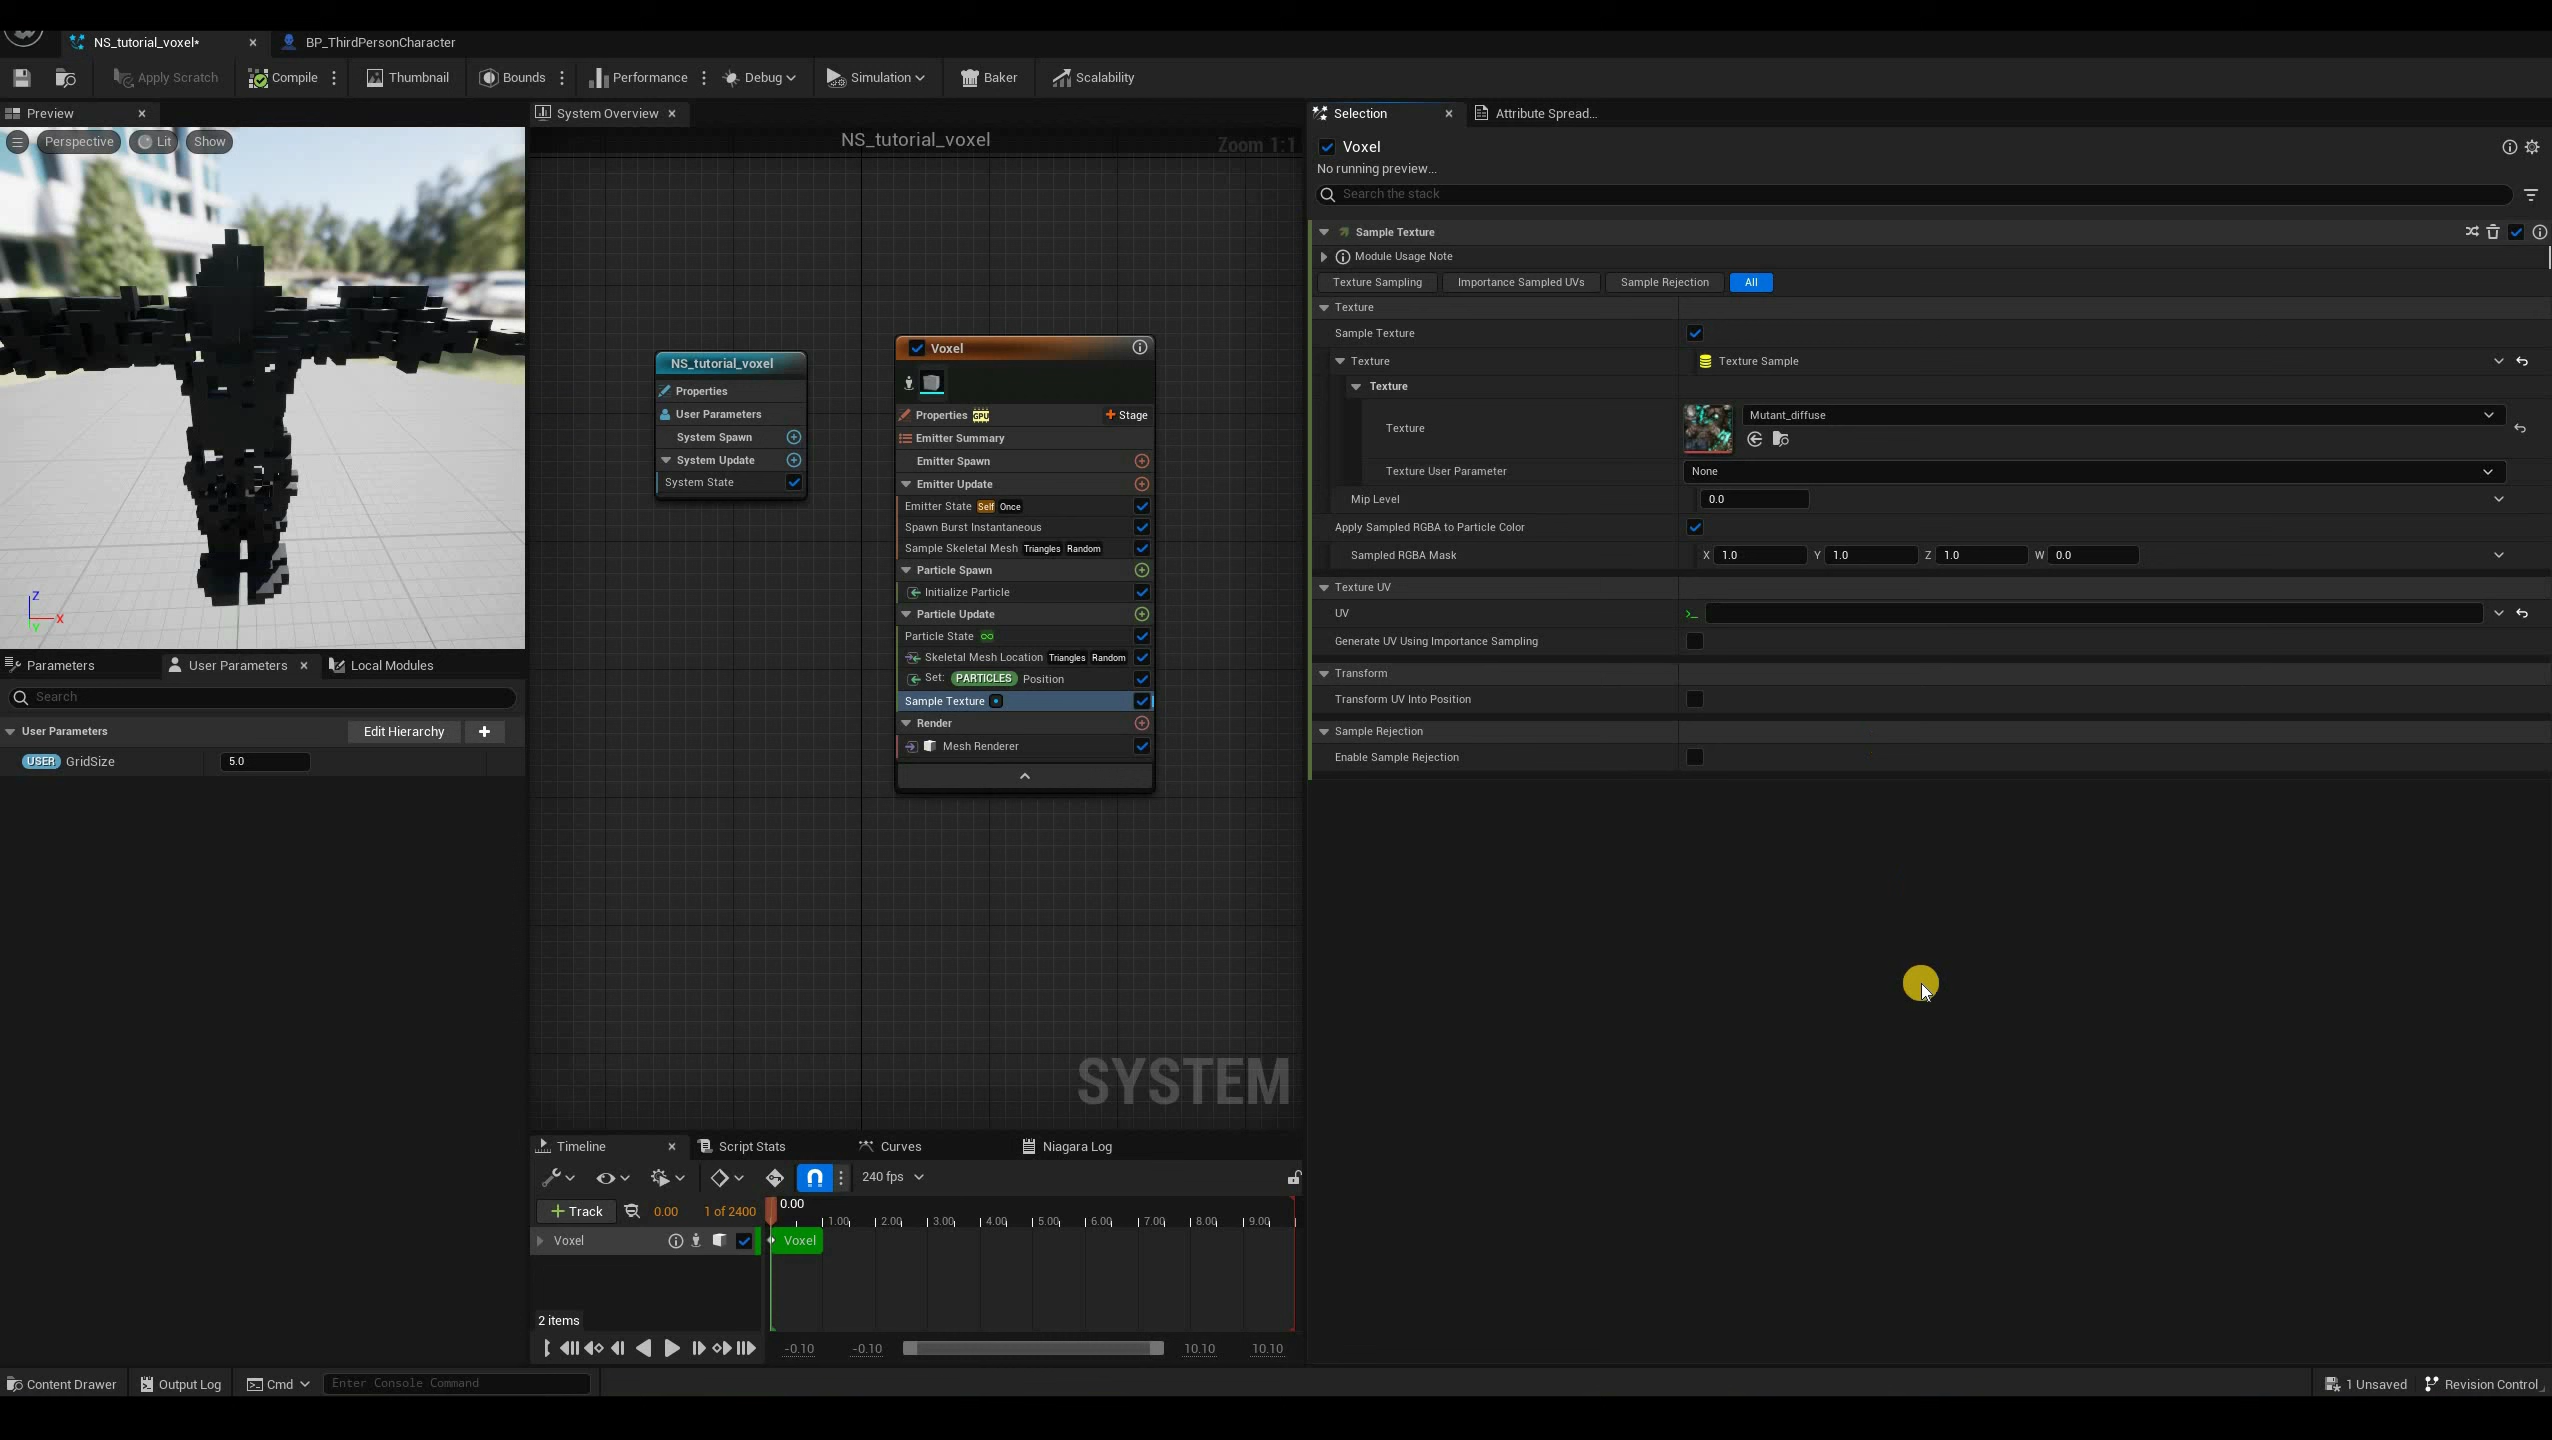 NS_tutorial_voxel*
BP_ThirdPersonCharacter
Apply Scratch
Compile
Thumbnail
Bounds
Performance
Debug
Simulation
Baker
Scalability
Preview
Perspective
Lit
Show
Z
X
Y
Parameters
User Parameters
Local Modules
Search
User Parameters
Edit Hierarchy
USER GridSize
5.0
System Overview
NS_tutorial_voxel
Zoom 1:1
NS_tutorial_voxel
Properties
User Parameters
System Spawn
System Update
System State
Voxel
Properties GPU
Stage
Emitter Summary
Emitter Spawn
Emitter Update
Emitter State Self Once
Spawn Burst Instantaneous
Sample Skeletal Mesh Triangles Random
Particle Spawn
Initialize Particle
Particle Update
Particle State
Skeletal Mesh Location Triangles Random
Set: PARTICLES Position
Sample Texture
Render
Mesh Renderer
SYSTEM
Timeline
Script Stats
Curves
Niagara Log
240 fps
Track
0.00
1 of 2400
0.00
1.00 2.00 3.00 4.00 5.00 6.00 7.00 8.00 9.00
Voxel
Voxel
2 items
-0.10
-0.10
10.10
10.10
Selection
Attribute Spread...
Voxel
No running preview...
Search the stack
Sample Texture
Module Usage Note
Texture Sampling
Importance Sampled UVs
Sample Rejection
All
Texture
Sample Texture
Texture
Texture Sample
Texture
Texture
Mutant_diffuse
Texture User Parameter
None
Mip Level
0.0
Apply Sampled RGBA to Particle Color
Sampled RGBA Mask
X 1.0 Y 1.0 Z 1.0 W 0.0
Texture UV
UV
Generate UV Using Importance Sampling
Transform
Transform UV Into Position
Sample Rejection
Enable Sample Rejection
Content Drawer
Output Log
Cmd
Enter Console Command
1 Unsaved
Revision Control